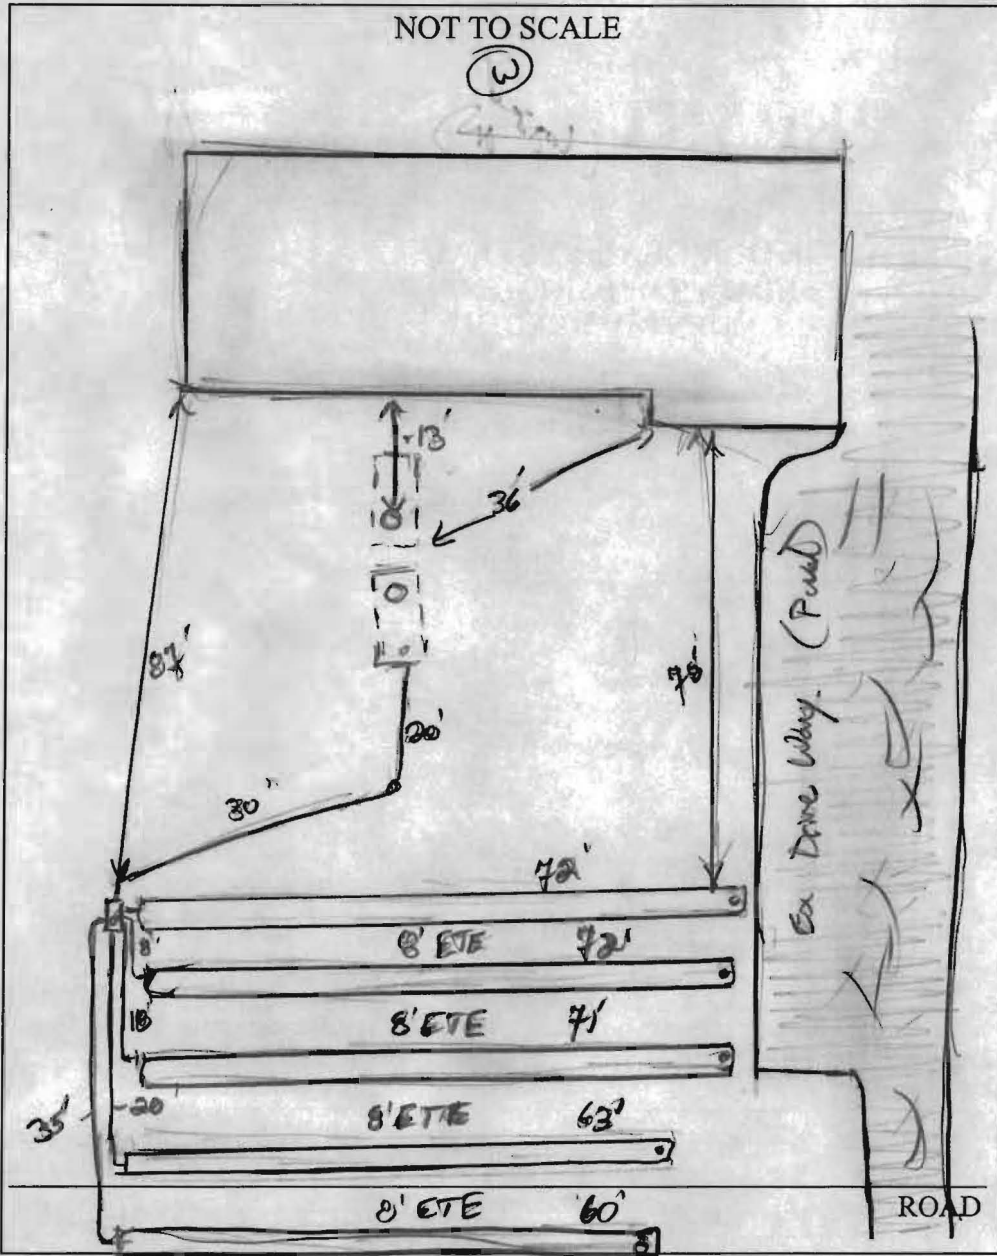 NOT TO SCALE
3
13'
36'
87'
78'
20'
30'
Ex Drive Way.
72'
8'
8' ETE 72'
18'
8' ETE 71'
35'
20
8' ETE 63'
8' ETE 60'
ROAD